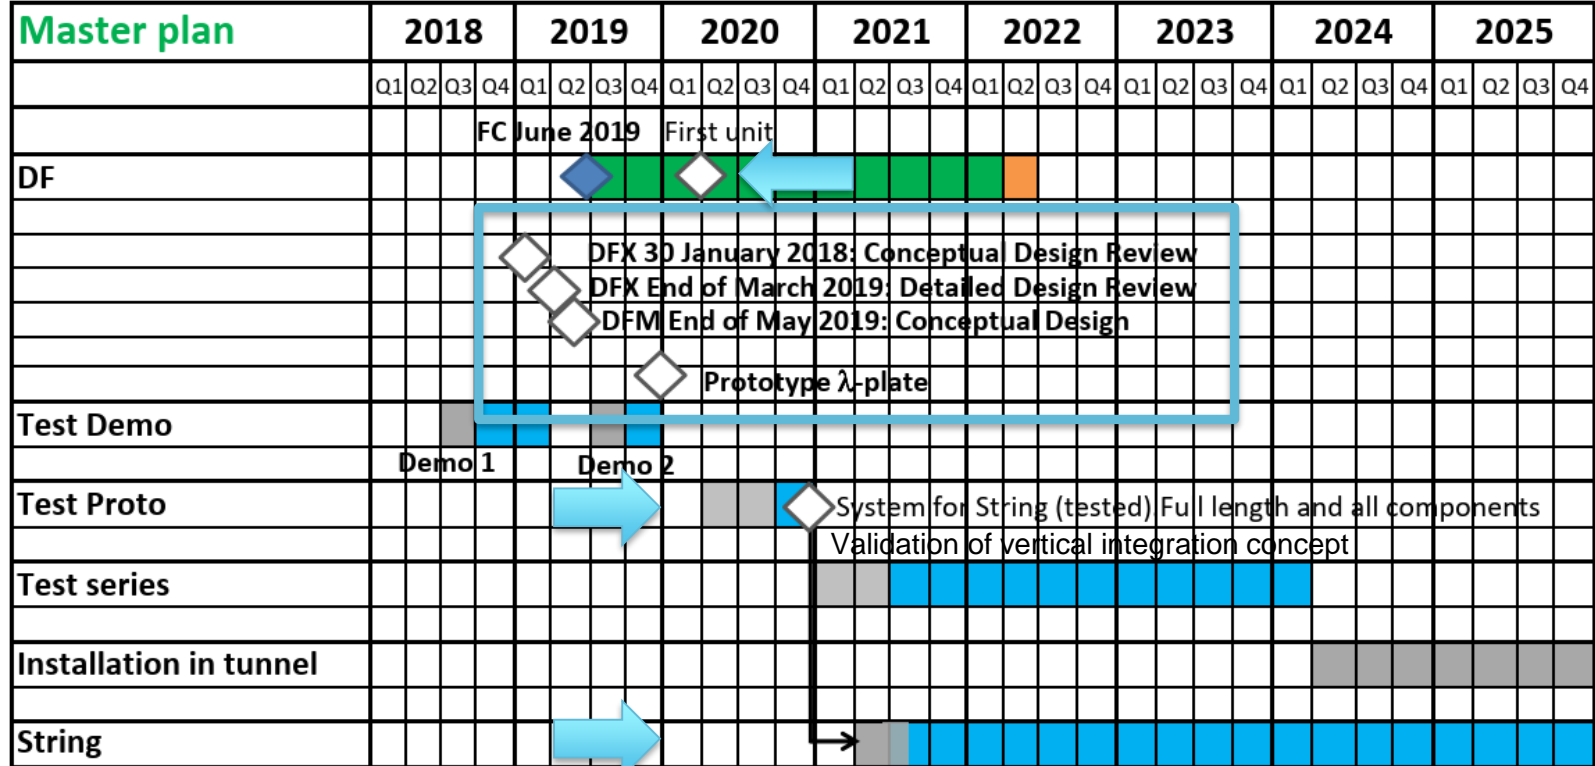 Master plan 2018 2019 2020 2021 2022 2023 2024 2025
Q1 Q2 Q3 Q4 Q1 Q2 Q3 Q4 Q1 Q2 Q3 Q4 Q1 Q2 Q3 Q4 Q1 Q2 Q3 Q4 Q1 Q2 Q3 Q4 Q1 Q2 Q3 Q4 Q1 Q2 Q3 Q4
FC June 2019 First unit
DF
DFX 30 January 2018: Conceptual Design Review
DFX End of March 2019: Detailed Design Review
DFM End of May 2019: Conceptual Design
Prototype λ-plate
Test Demo
Demo 1 Demo 2
Test Proto System for String (tested).Full length and all components
Validation of vertical integration concept
Test series
Installation in tunnel
String